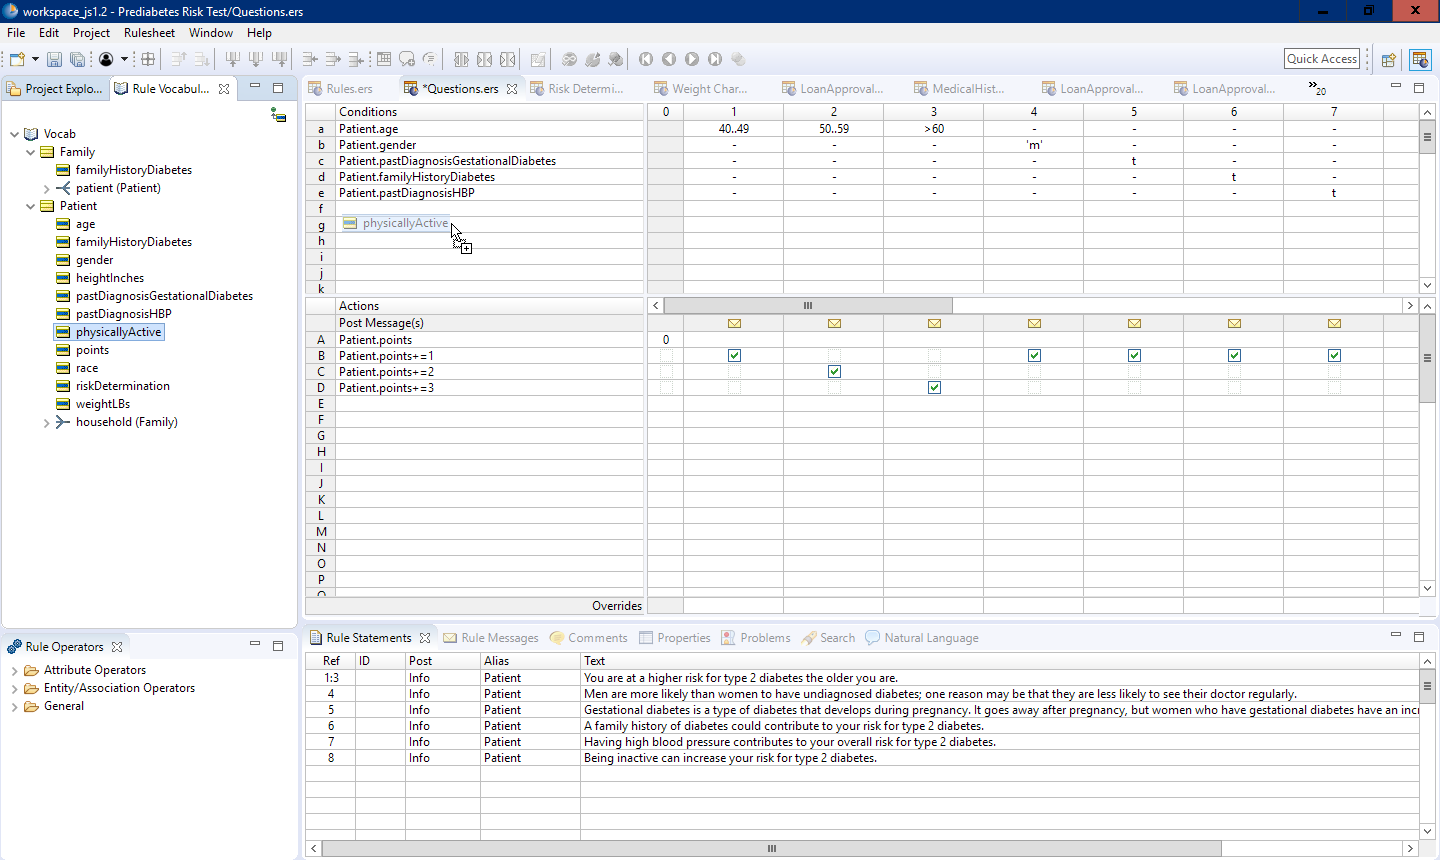 workspace_js1.2 - Prediabetes Risk Test/Questions.ers
File Edit Project Rulesheet Window Help
Quick Access
Project Explo... Rule Vocabul...
Vocab
Family
familyHistoryDiabetes
patient (Patient)
Patient
age
familyHistoryDiabetes
gender
heightInches
pastDiagnosisGestationalDiabetes
pastDiagnosisHBP
physicallyActive
points
race
riskDetermination
weightLBs
household (Family)
Rule Operators
Attribute Operators
Entity/Association Operators
General
Rules.ers *Questions.ers Risk Determi... Weight Char... LoanApproval... MedicalHist... LoanApproval... LoanApproval... »20
Conditions 0 1 2 3 4 5 6 7
a Patient.age 40..49 50..59 >60 - - - -
b Patient.gender - - - 'm' - - -
c Patient.pastDiagnosisGestationalDiabetes - - - - t - -
d Patient.familyHistoryDiabetes - - - - - t -
e Patient.pastDiagnosisHBP - - - - - - t
f
g physicallyActive
h
i
j
k
Actions
Post Message(s)
A Patient.points 0
B Patient.points+=1
C Patient.points+=2
D Patient.points+=3
E
F
G
H
I
J
K
L
M
N
O
P
Overrides
Rule Statements Rule Messages Comments Properties Problems Search Natural Language
Ref ID Post Alias Text
1:3 Info Patient You are at a higher risk for type 2 diabetes the older you are.
4 Info Patient Men are more likely than women to have undiagnosed diabetes; one reason may be that they are less likely to see their doctor regularly.
5 Info Patient Gestational diabetes is a type of diabetes that develops during pregnancy. It goes away after pregnancy, but women who have gestational diabetes have an incr
6 Info Patient A family history of diabetes could contribute to your risk for type 2 diabetes.
7 Info Patient Having high blood pressure contributes to your overall risk for type 2 diabetes.
8 Info Patient Being inactive can increase your risk for type 2 diabetes.